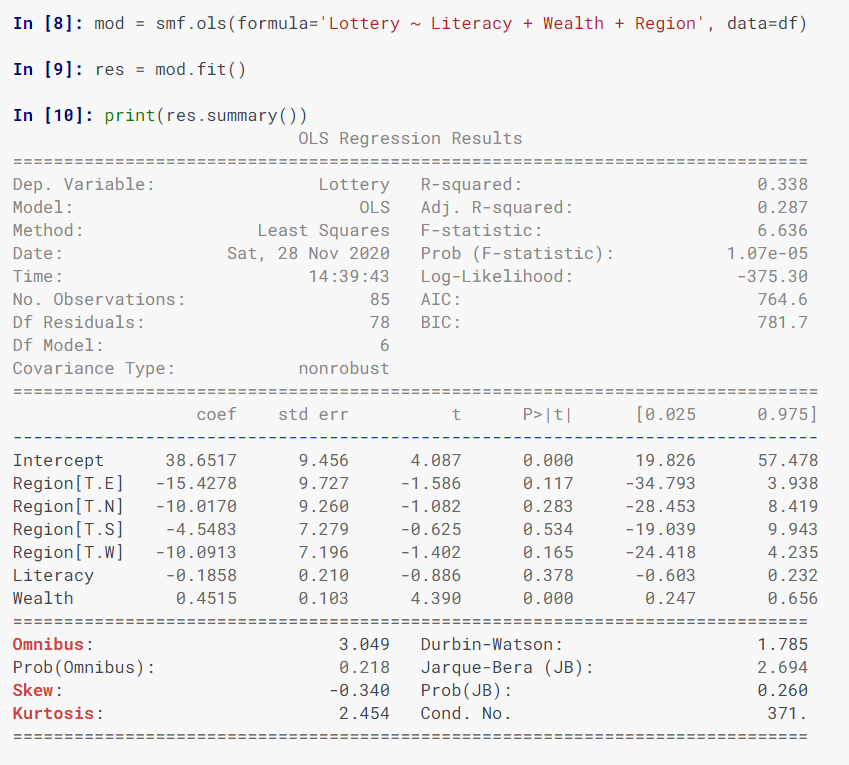 In [8]: mod = smf.ols(formula='Lottery ~ Literacy + Wealth + Region', data=df)
In [9]: res = mod.fit()
In [10]: print(res.summary())
                            OLS Regression Results
==============================================================================
Dep. Variable:                Lottery   R-squared:                       0.338
Model:                            OLS   Adj. R-squared:                  0.287
Method:                 Least Squares   F-statistic:                     6.636
Date:                Sat, 28 Nov 2020   Prob (F-statistic):           1.07e-05
Time:                        14:39:43   Log-Likelihood:                -375.30
No. Observations:                  85   AIC:                             764.6
Df Residuals:                      78   BIC:                             781.7
Df Model:                           6
Covariance Type:            nonrobust
===============================================================================
                  coef    std err          t      P>|t|      [0.025      0.975]
-------------------------------------------------------------------------------
Intercept      38.6517      9.456      4.087      0.000      19.826      57.478
Region[T.E]   -15.4278      9.727     -1.586      0.117     -34.793       3.938
Region[T.N]   -10.0170      9.260     -1.082      0.283     -28.453       8.419
Region[T.S]    -4.5483      7.279     -0.625      0.534     -19.039       9.943
Region[T.W]   -10.0913      7.196     -1.402      0.165     -24.418       4.235
Literacy       -0.1858      0.210     -0.886      0.378      -0.603       0.232
Wealth          0.4515      0.103      4.390      0.000       0.247       0.656
==============================================================================
Omnibus:                        3.049   Durbin-Watson:                   1.785
Prob(Omnibus):                  0.218   Jarque-Bera (JB):                2.694
Skew:                          -0.340   Prob(JB):                        0.260
Kurtosis:                       2.454   Cond. No.                         371.
==============================================================================